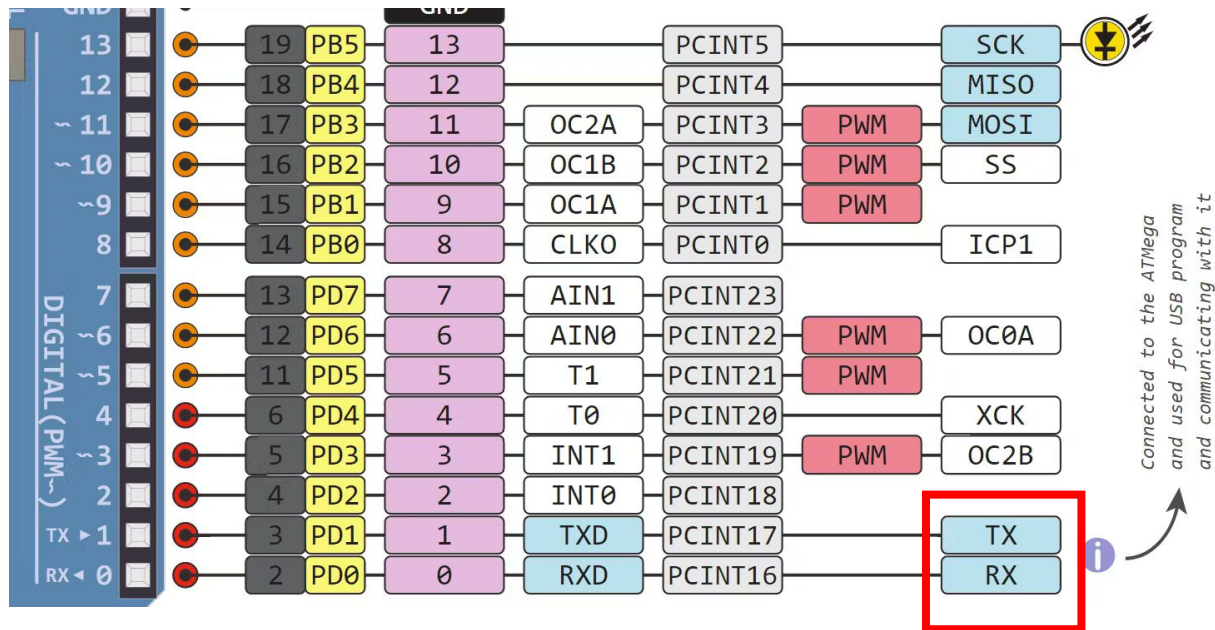 GND GND
13 19 PB5 13 PCINT5 SCK
12 18 PB4 12 PCINT4 MISO
~ 11 17 PB3 11 OC2A PCINT3 PWM MOSI
~ 10 16 PB2 10 OC1B PCINT2 PWM SS
~9 15 PB1 9 OC1A PCINT1 PWM
8 14 PB0 8 CLKO PCINT0 ICP1
7 13 PD7 7 AIN1 PCINT23
~6 12 PD6 6 AIN0 PCINT22 PWM OC0A
~5 11 PD5 5 T1 PCINT21 PWM
4 6 PD4 4 T0 PCINT20 XCK
~3 5 PD3 3 INT1 PCINT19 PWM OC2B
2 4 PD2 2 INT0 PCINT18
TX ▸ 1 3 PD1 1 TXD PCINT17 TX
RX ◂ 0 2 PD0 0 RXD PCINT16 RX
DIGITAL(PWM~)
i
Connected to the ATMega
and used for USB program
and communicating with it